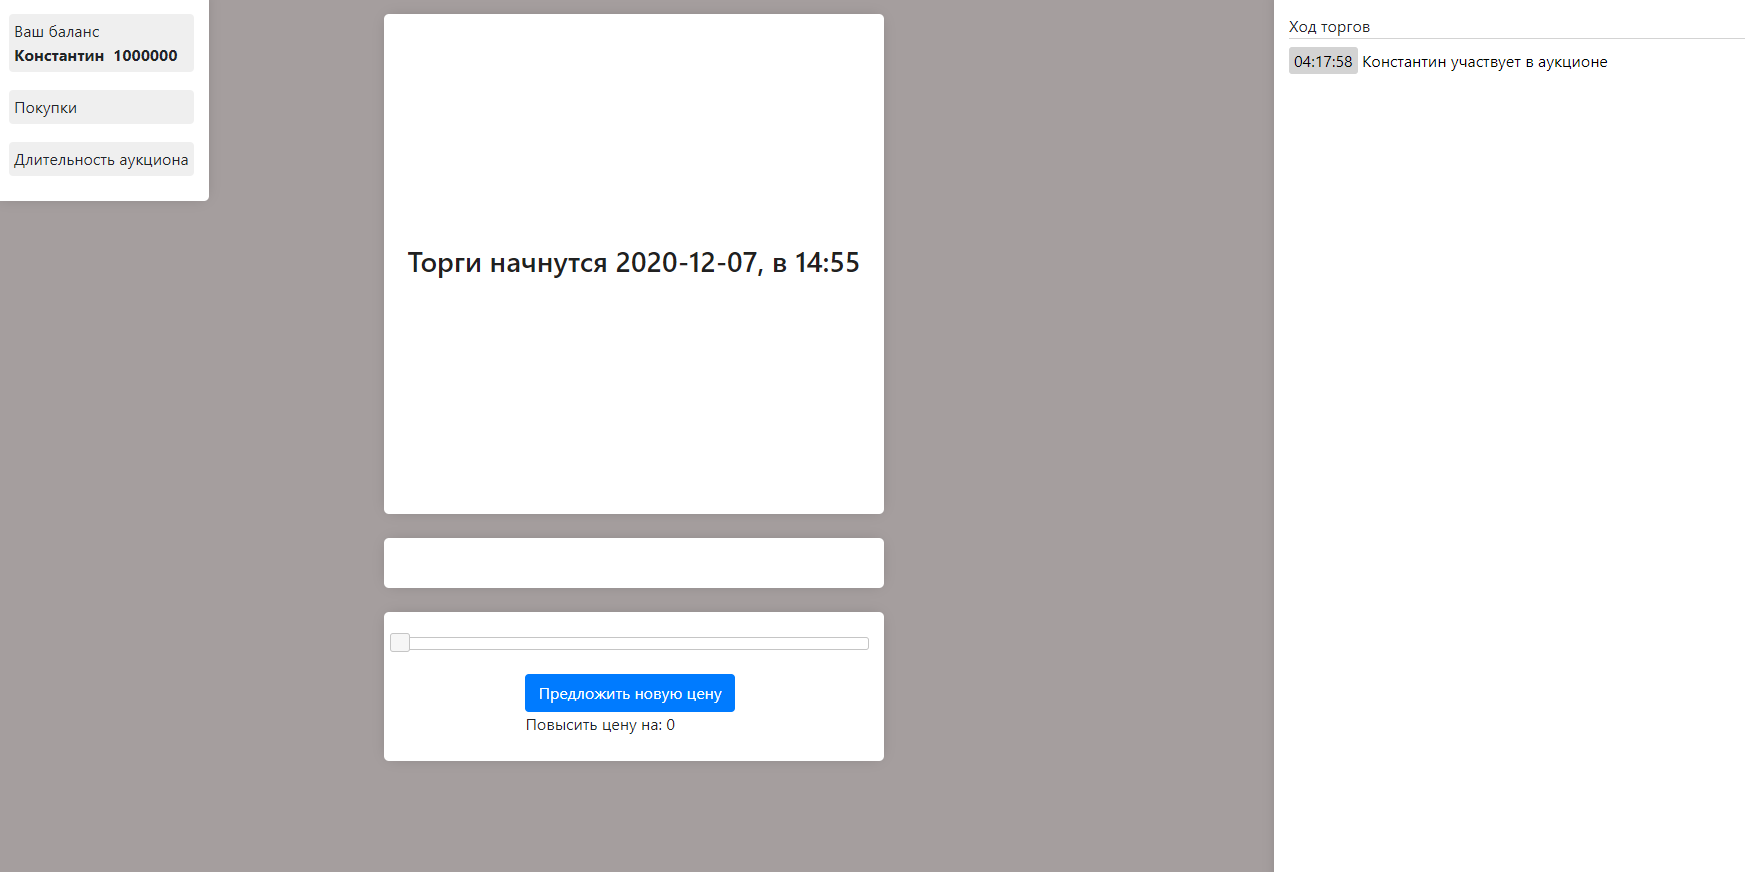 Ваш баланс
Константин 1000000
Покупки
Длительность аукциона
Торги начнутся 2020-12-07, в 14:55
Предложить новую цену
Повысить цену на: 0
Ход торгов
04:17:58 Константин участвует в аукционе